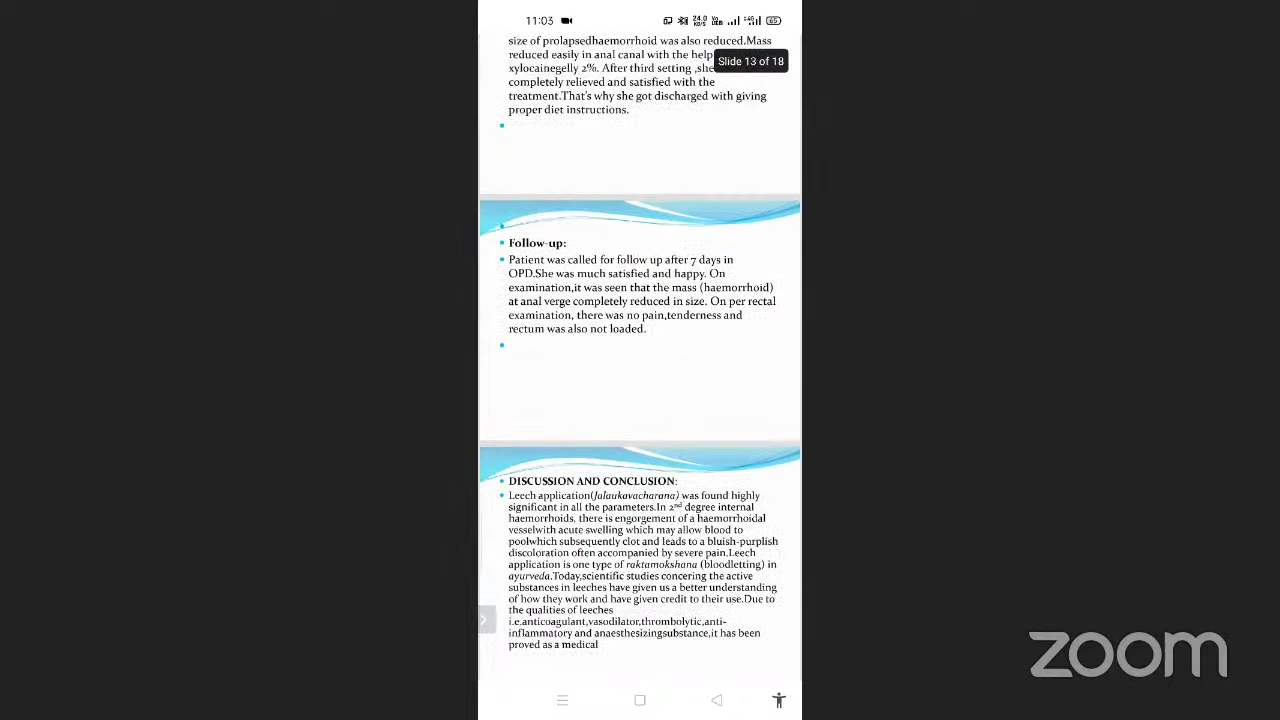 11:03
24.0
KB/S
Vo
LTE
4G
65
size of prolapsedhaemorrhoid was also reduced.Mass
reduced easily in anal canal with the help
Slide 13 of 18
xylocainegelly 2%. After third setting ,she
completely relieved and satisfied with the
treatment.That's why she got discharged with giving
proper diet instructions.
Follow-up:
Patient was called for follow up after 7 days in
OPD.She was much satisfied and happy. On
examination,it was seen that the mass (haemorrhoid)
at anal verge completely reduced in size. On per rectal
examination, there was no pain,tenderness and
rectum was also not loaded.
DISCUSSION AND CONCLUSION:
Leech application(Jalaukavacharana) was found highly
significant in all the parameters.In 2nd degree internal
haemorrhoids, there is engorgement of a haemorrhoidal
vesselwith acute swelling which may allow blood to
poolwhich subsequently clot and leads to a bluish-purplish
discoloration often accompanied by severe pain.Leech
application is one type of raktamokshana (bloodletting) in
ayurveda.Today,scientific studies concering the active
substances in leeches have given us a better understanding
of how they work and have given credit to their use.Due to
the qualities of leeches
i.e.anticoagulant,vasodilator,thrombolytic,anti-
inflammatory and anaesthesizingsubstance,it has been
proved as a medical
zoom